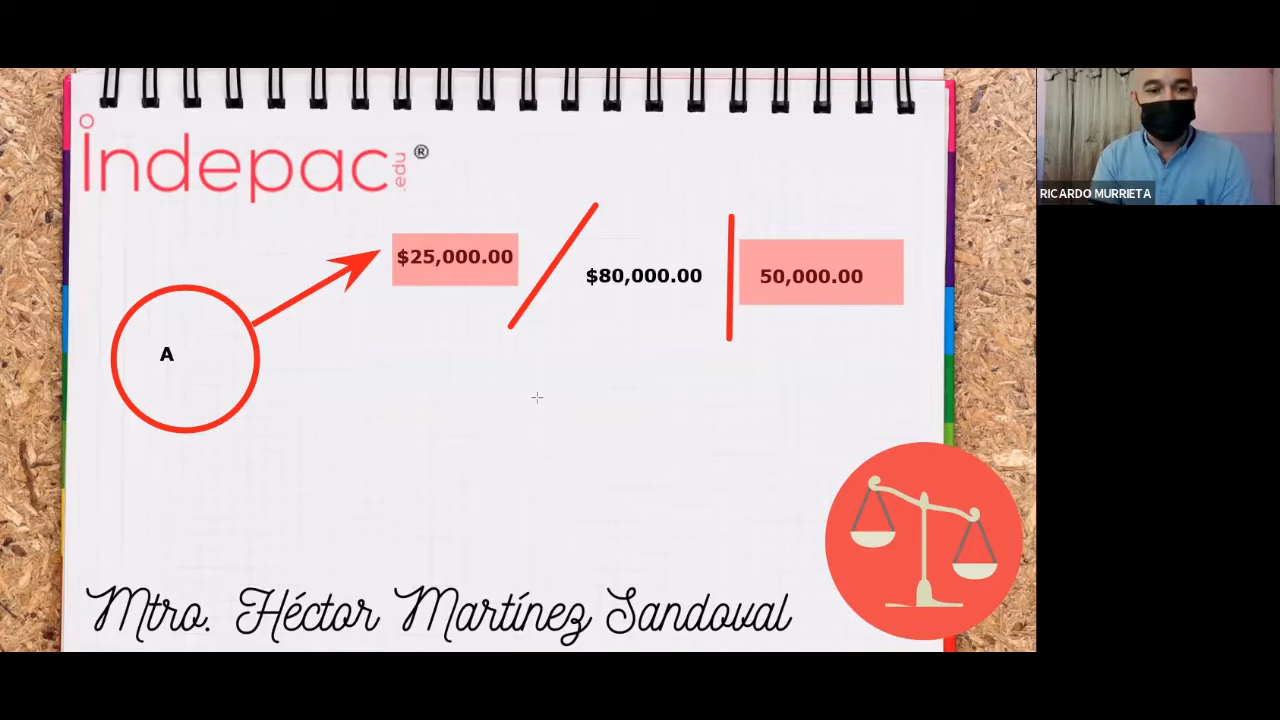 indepac.edu ®
RICARDO MURRIETA
$25,000.00
$80,000.00
50,000.00
A
Mtro. Héctor Martínez Sandoval